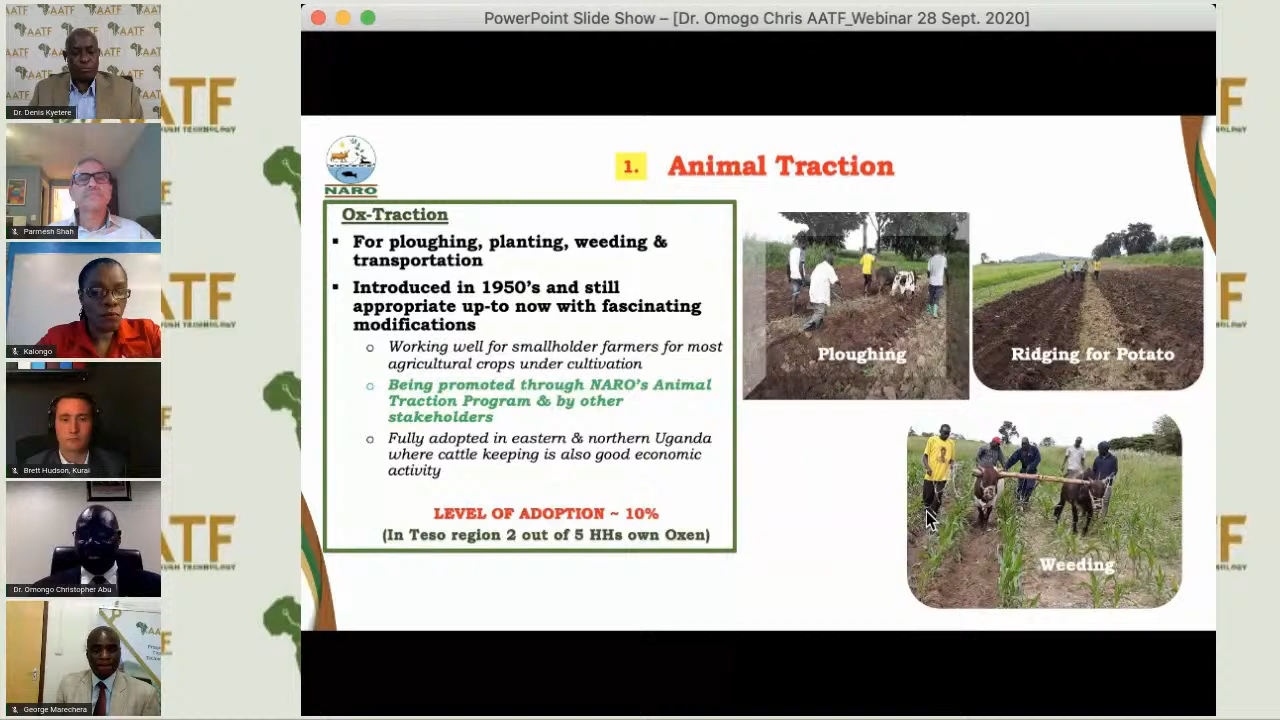 PowerPoint Slide Show – [Dr. Omogo Chris AATF_Webinar 28 Sept. 2020]
AATF
Dr. Denis Kyetere
Parmesh Shah
Kalongo
Brett Hudson, Kurai
Dr. Omongo Christopher Abu
George Marechera
NARO
1. Animal Traction
Ox-Traction
▪ For ploughing, planting, weeding &
transportation
▪ Introduced in 1950's and still
appropriate up-to now with fascinating
modifications
o Working well for smallholder farmers for most
agricultural crops under cultivation
o Being promoted through NARO's Animal
Traction Program & by other
stakeholders
o Fully adopted in eastern & northern Uganda
where cattle keeping is also good economic
activity
LEVEL OF ADOPTION ~ 10%
(In Teso region 2 out of 5 HHs own Oxen)
Ploughing
Ridging for Potato
Weeding